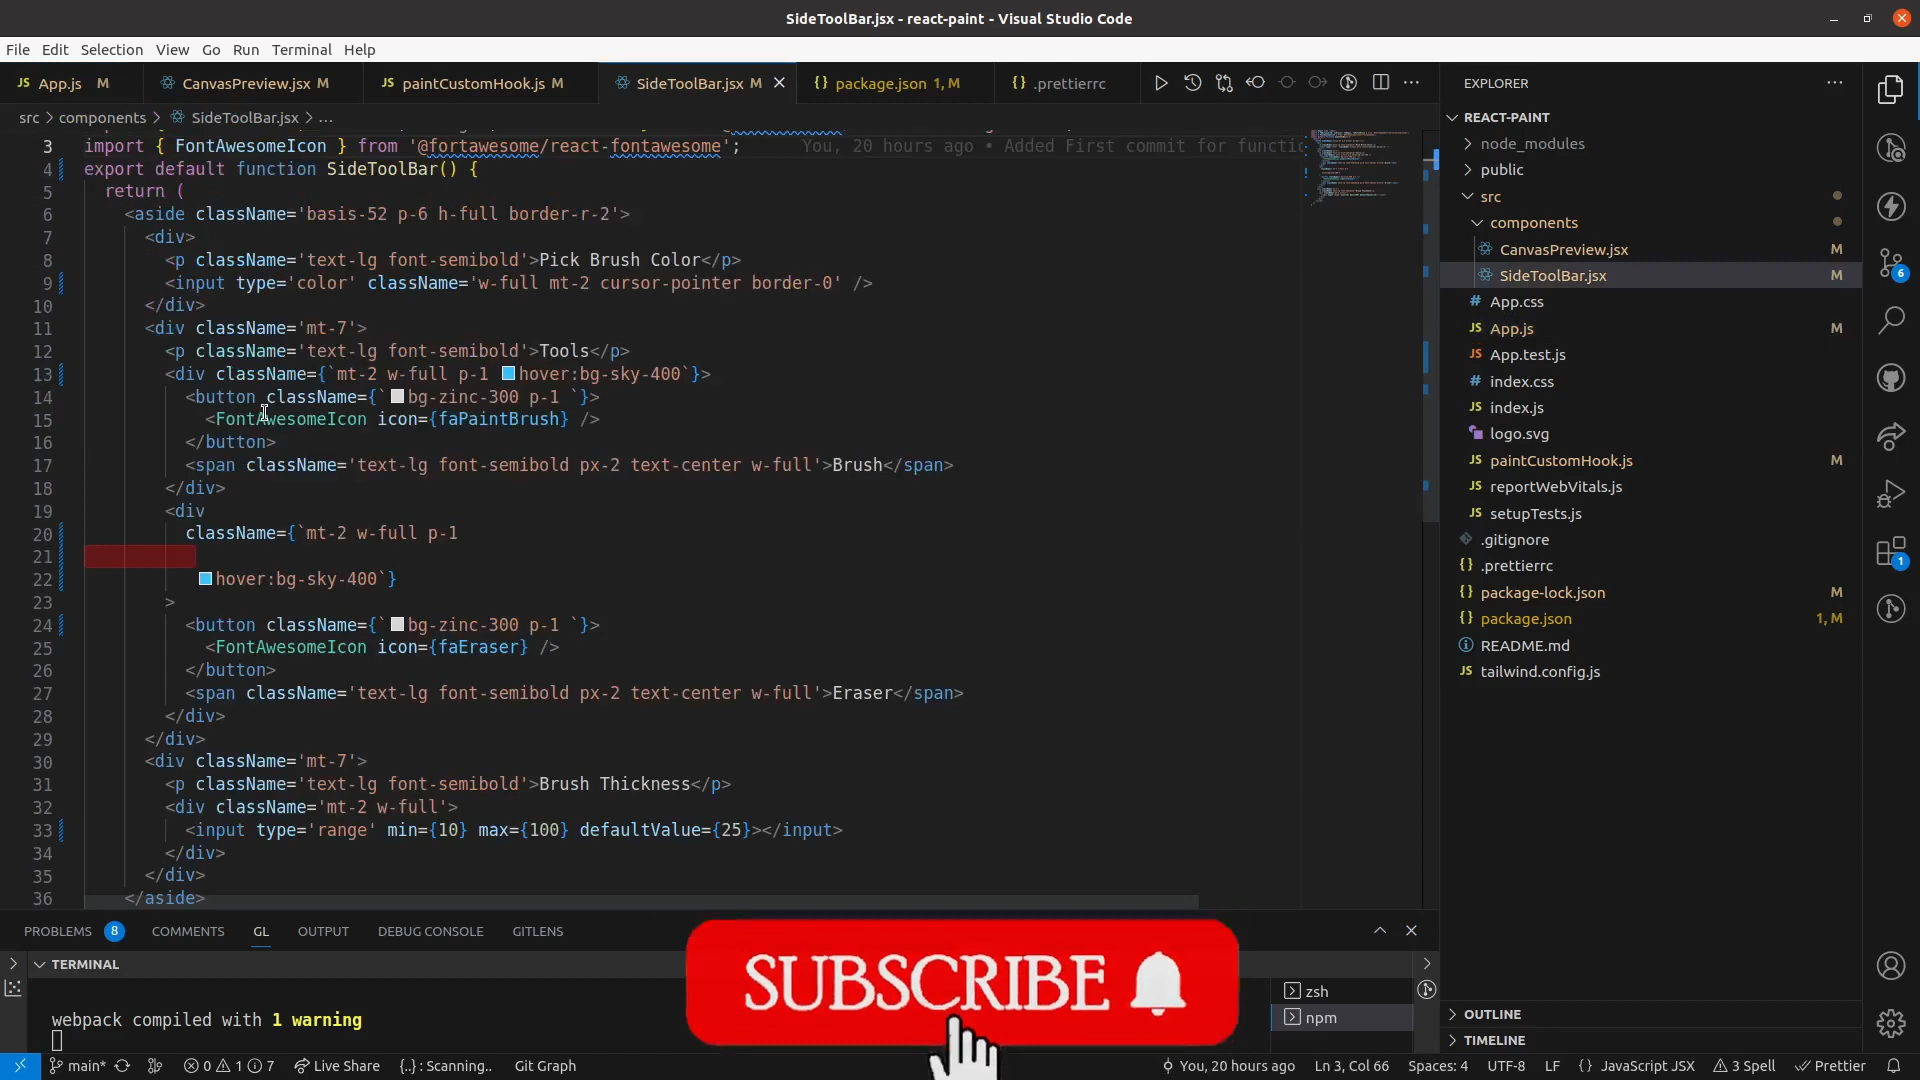 SideToolBar.jsx - react-paint - Visual Studio Code
File Edit Selection View Go Run Terminal Help
JS App.js M CanvasPreview.jsx M JS paintCustomHook.js M SideToolBar.jsx M {} package.json 1, M {} .prettierrc
src > components > SideToolBar.jsx > ...
3 import { FontAwesomeIcon } from '@fortawesome/react-fontawesome'; You, 20 hours ago • Added First commit for functio
4 export default function SideToolBar() {
5 return (
6 <aside className='basis-52 p-6 h-full border-r-2'>
7 <div>
8 <p className='text-lg font-semibold'>Pick Brush Color</p>
9 <input type='color' className='w-full mt-2 cursor-pointer border-0' />
10 </div>
11 <div className='mt-7'>
12 <p className='text-lg font-semibold'>Tools</p>
13 <div className={`mt-2 w-full p-1 hover:bg-sky-400`}>
14 <button className={` bg-zinc-300 p-1 `}>
15 <FontAwesomeIcon icon={faPaintBrush} />
16 </button>
17 <span className='text-lg font-semibold px-2 text-center w-full'>Brush</span>
18 </div>
19 <div
20 className={`mt-2 w-full p-1
21
22 hover:bg-sky-400`}
23 >
24 <button className={` bg-zinc-300 p-1 `}>
25 <FontAwesomeIcon icon={faEraser} />
26 </button>
27 <span className='text-lg font-semibold px-2 text-center w-full'>Eraser</span>
28 </div>
29 </div>
30 <div className='mt-7'>
31 <p className='text-lg font-semibold'>Brush Thickness</p>
32 <div className='mt-2 w-full'>
33 <input type='range' min={10} max={100} defaultValue={25}></input>
34 </div>
35 </div>
36 </aside>
EXPLORER
REACT-PAINT
node_modules
public
src
components
CanvasPreview.jsx M
SideToolBar.jsx M
# App.css
JS App.js M
JS App.test.js
# index.css
JS index.js
logo.svg
JS paintCustomHook.js M
JS reportWebVitals.js
JS setupTests.js
.gitignore
{} .prettierrc
{} package-lock.json M
{} package.json 1, M
README.md
JS tailwind.config.js
OUTLINE
TIMELINE
6
1
PROBLEMS 8 COMMENTS GL OUTPUT DEBUG CONSOLE GITLENS
TERMINAL
webpack compiled with 1 warning
zsh
npm
SUBSCRIBE
main* 0 1 7 Live Share {..} : Scanning.. Git Graph You, 20 hours ago Ln 3, Col 66 Spaces: 4 UTF-8 LF {} JavaScript JSX 3 Spell Prettier